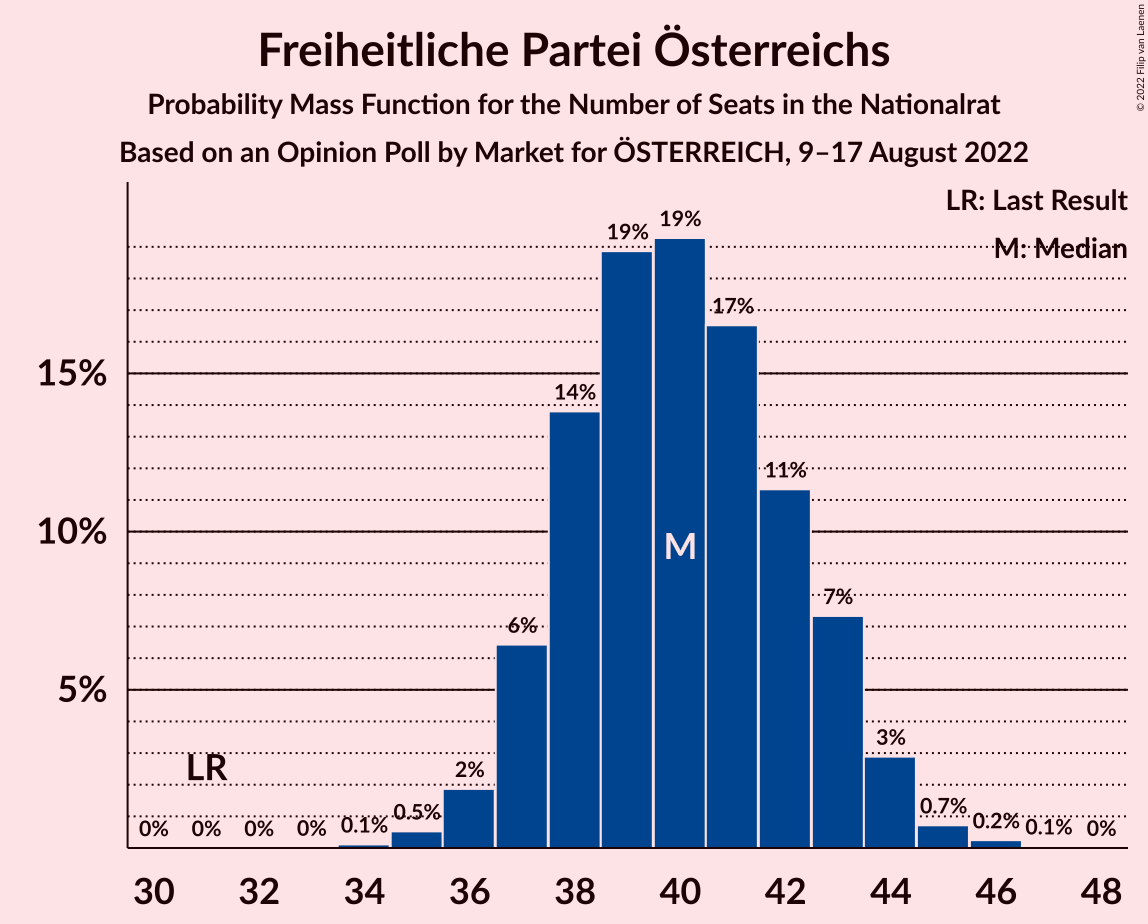 Freiheitliche Partei Österreichs
Probability Mass Function for the Number of Seats in the Nationalrat
Based on an Opinion Poll by Market for ÖSTERREICH, 9–17 August 2022
© 2022 Filip van Laenen
LR: Last Result
M: Median
15%
10%
5%
LR
M
0% 0% 0% 0% 0.1% 0.5% 2% 6% 14% 19% 19% 17% 11% 7% 3% 0.7% 0.2% 0.1% 0%
30 32 34 36 38 40 42 44 46 48